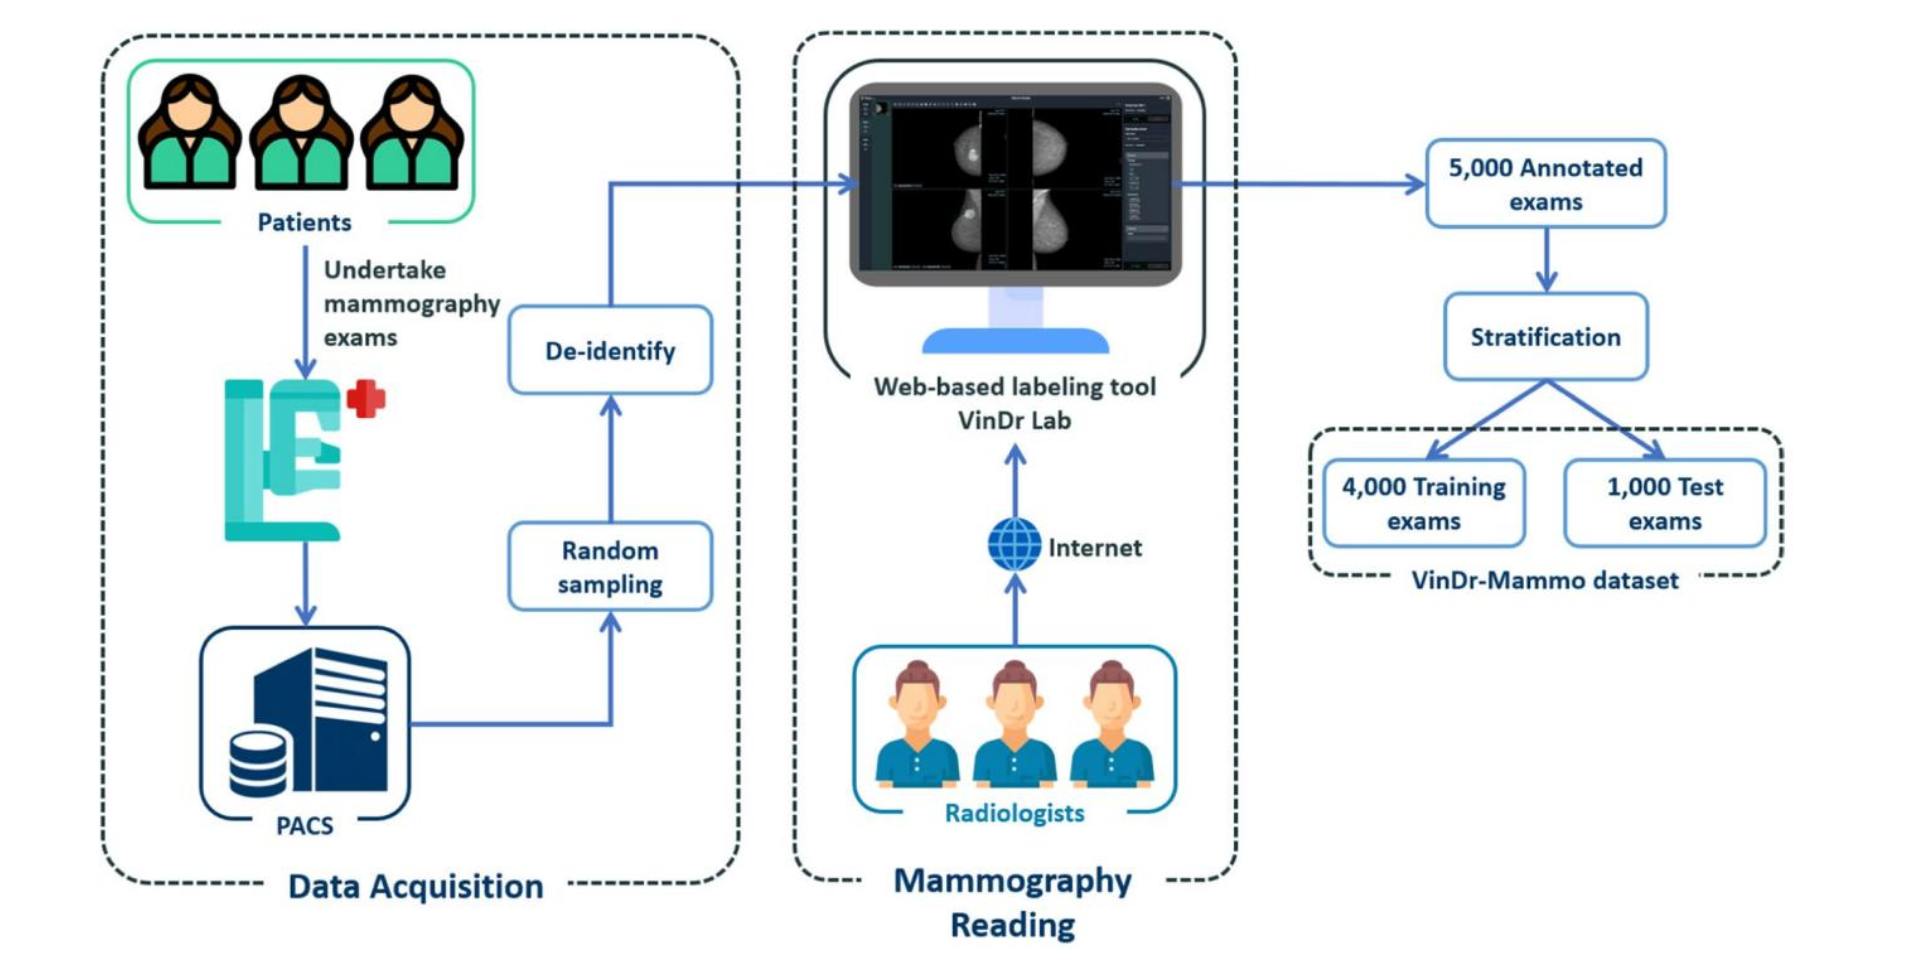 Patients
Undertake
mammography
exams
PACS
Random
sampling
De-identify
Data Acquisition
Web-based labeling tool
VinDr Lab
Internet
Radiologists
Mammography
Reading
5,000 Annotated
exams
Stratification
4,000 Training
exams
1,000 Test
exams
VinDr-Mammo dataset